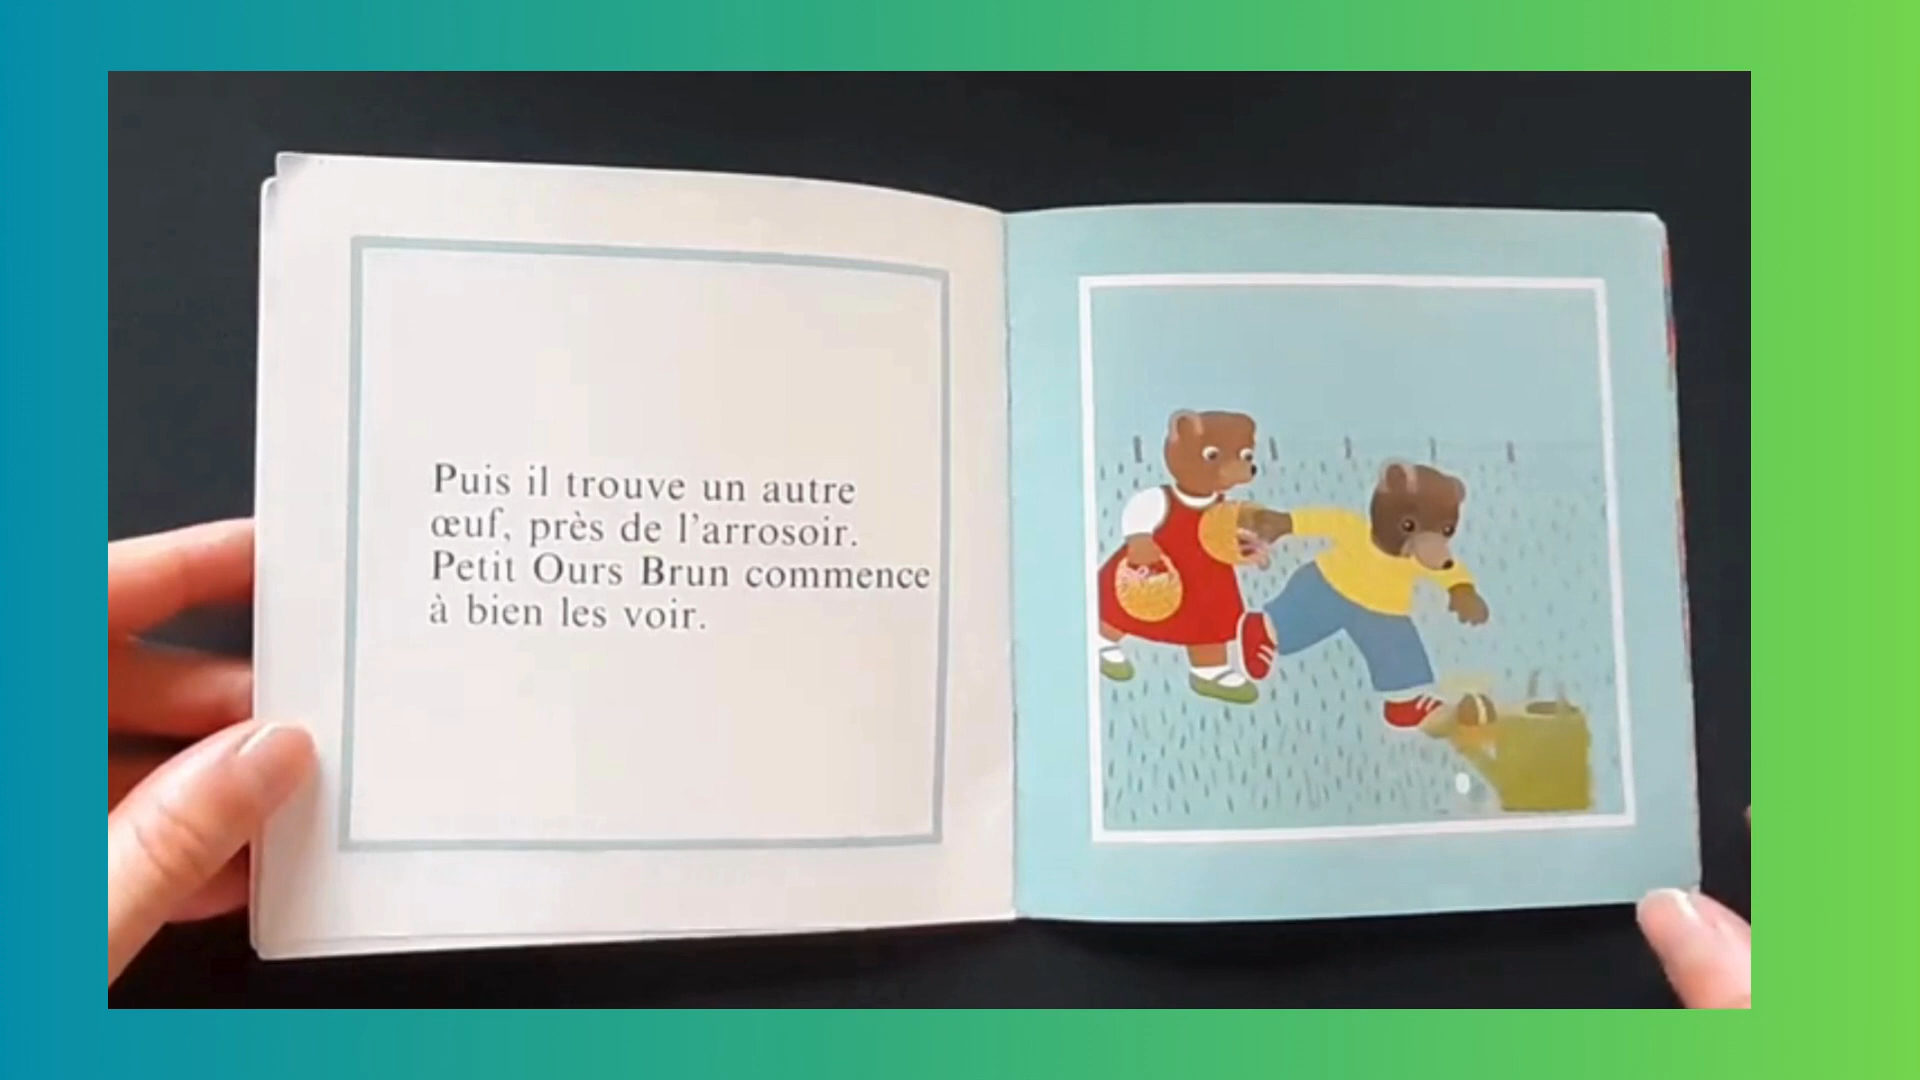 Puis il trouve un autre
œuf, près de l'arrosoir.
Petit Ours Brun commence
à bien les voir.